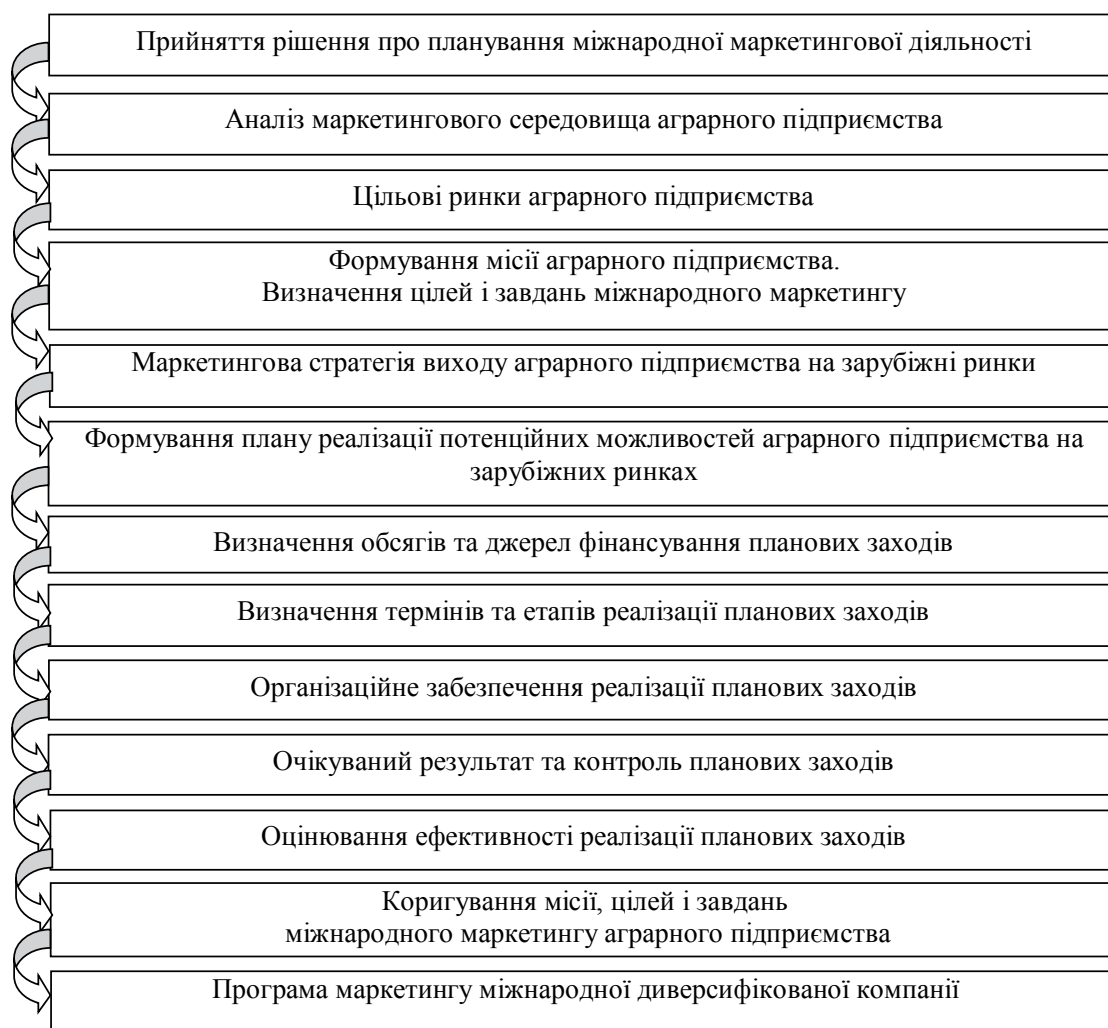 Прийняття рішення про планування міжнародної маркетингової діяльності
Аналіз маркетингового середовища аграрного підприємства
Цільові ринки аграрного підприємства
Формування місії аграрного підприємства.
Визначення цілей і завдань міжнародного маркетингу
Маркетингова стратегія виходу аграрного підприємства на зарубіжні ринки
Формування плану реалізації потенційних можливостей аграрного підприємства на
зарубіжних ринках
Визначення обсягів та джерел фінансування планових заходів
Визначення термінів та етапів реалізації планових заходів
Організаційне забезпечення реалізації планових заходів
Очікуваний результат та контроль планових заходів
Оцінювання ефективності реалізації планових заходів
Коригування місії, цілей і завдань
міжнародного маркетингу аграрного підприємства
Програма маркетингу міжнародної диверсифікованої компанії